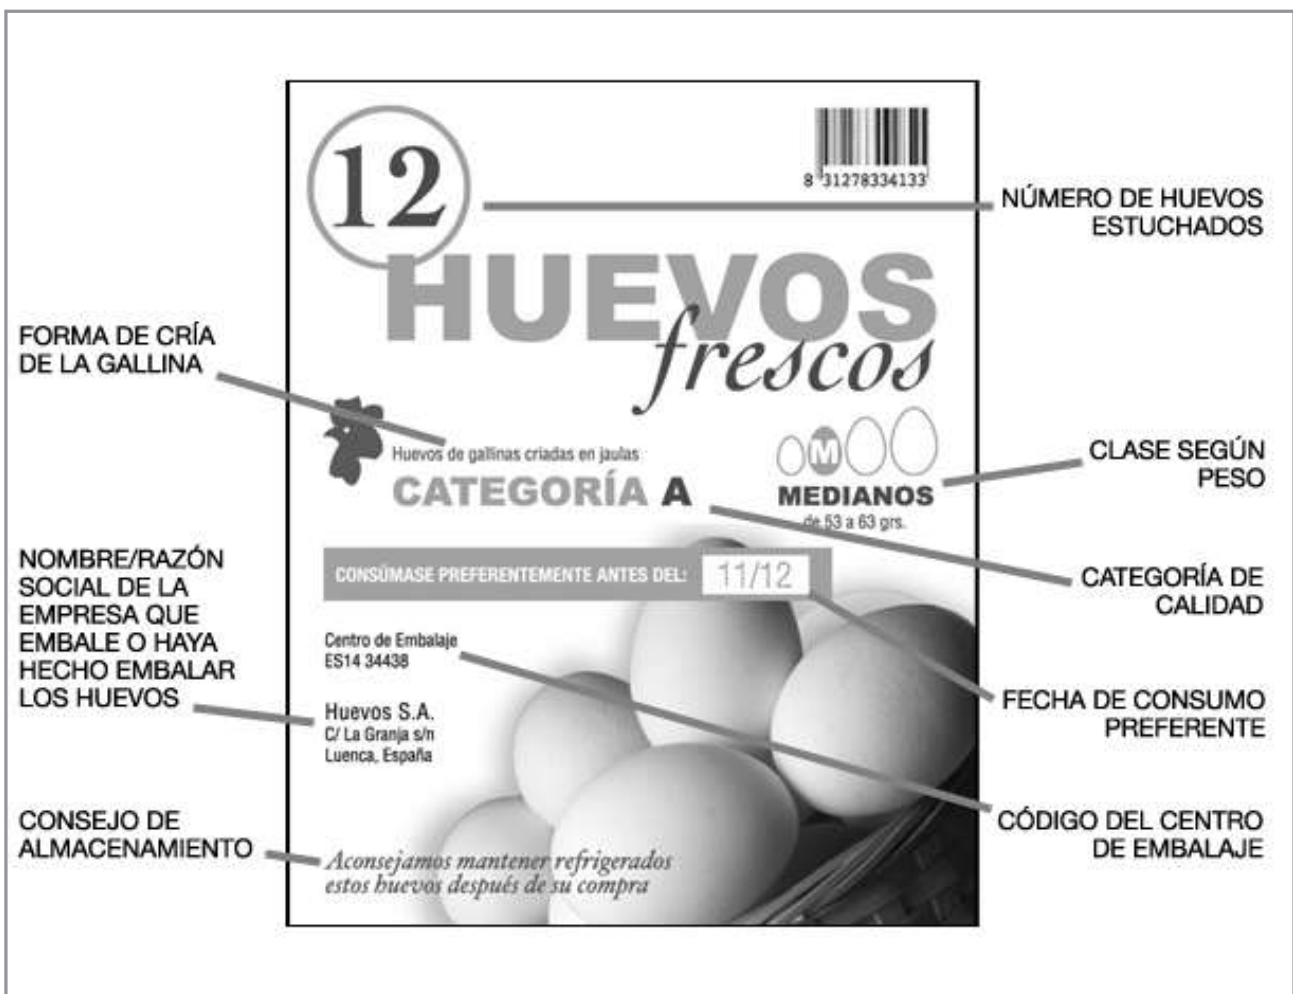 12
8 31278334133
NÚMERO DE HUEVOS
ESTUCHADOS
HUEVOS
frescos
FORMA DE CRÍA
DE LA GALLINA
Huevos de gallinas criadas en jaulas
CATEGORÍA A
M
MEDIANOS
de 53 a 63 grs.
CLASE SEGÚN
PESO
CATEGORÍA DE
CALIDAD
NOMBRE/RAZÓN
SOCIAL DE LA
EMPRESA QUE
EMBALE O HAYA
HECHO EMBALAR
LOS HUEVOS
CONSÚMASE PREFERENTEMENTE ANTES DEL: 11/12
FECHA DE CONSUMO
PREFERENTE
Centro de Embalaje
ES14 34438
Huevos S.A.
C/ La Granja s/n
Luenca, España
CÓDIGO DEL CENTRO
DE EMBALAJE
CONSEJO DE
ALMACENAMIENTO
Aconsejamos mantener refrigerados
estos huevos después de su compra